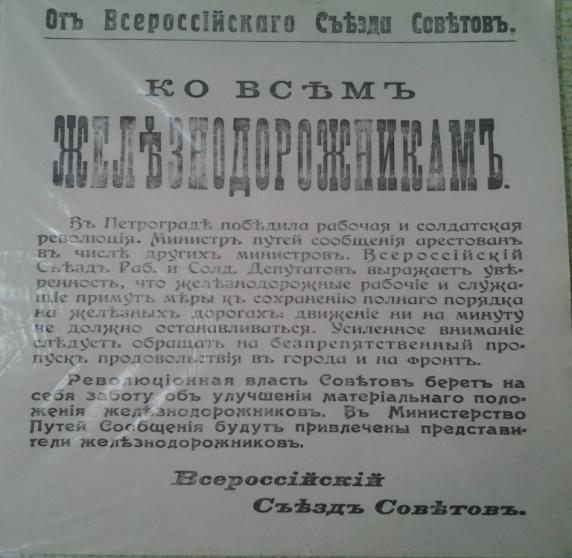 Отъ Всероссійскаго Съѣзда Совѣтовъ.
КО ВСѢМЪ
ЖЕЛѢЗНОДОРОЖНИКАМЪ.
Въ Петроградѣ побѣдила рабочая и солдатская
революція. Министръ путей сообщенія арестованъ
въ числѣ другихъ министровъ. Всероссійскій
Съѣздъ Раб. и Солд. Депутатовъ выражаетъ увѣ-
ренность, что желѣзнодорожные рабочіе и служа-
щіе примутъ мѣры къ сохраненію полнаго порядка
на желѣзныхъ дорогахъ: движеніе ни на минуту
не должно останавливаться. Усиленное вниманіе
слѣдуетъ обращать на безпрепятственный про-
пускъ продовольствія въ города и на фронтъ.
Революціонная власть Совѣтовъ беретъ на
себя заботу объ улучшеніи матеріальнаго поло-
женія желѣзнодорожниковъ. Въ Министерство
Путей Сообщенія будутъ привлечены представи-
тели желѣзнодорожниковъ.
Всероссійскій
Съѣздъ Совѣтовъ.